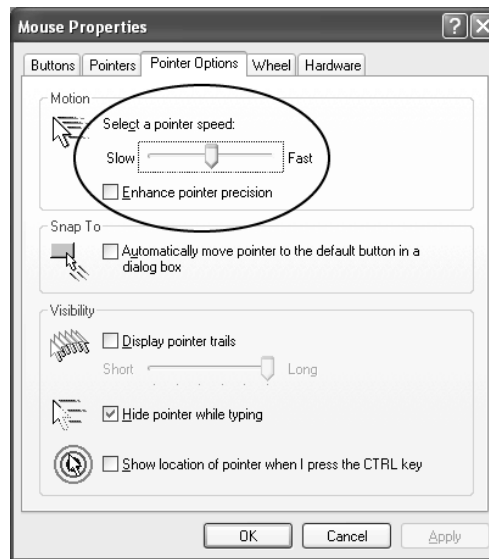 Mouse Properties
Buttons Pointers Pointer Options Wheel Hardware
Motion
Select a pointer speed:
Slow Fast
Enhance pointer precision
Snap To
Automatically move pointer to the default button in a
dialog box
Visibility
Display pointer trails
Short Long
Hide pointer while typing
Show location of pointer when I press the CTRL key
OK Cancel Apply